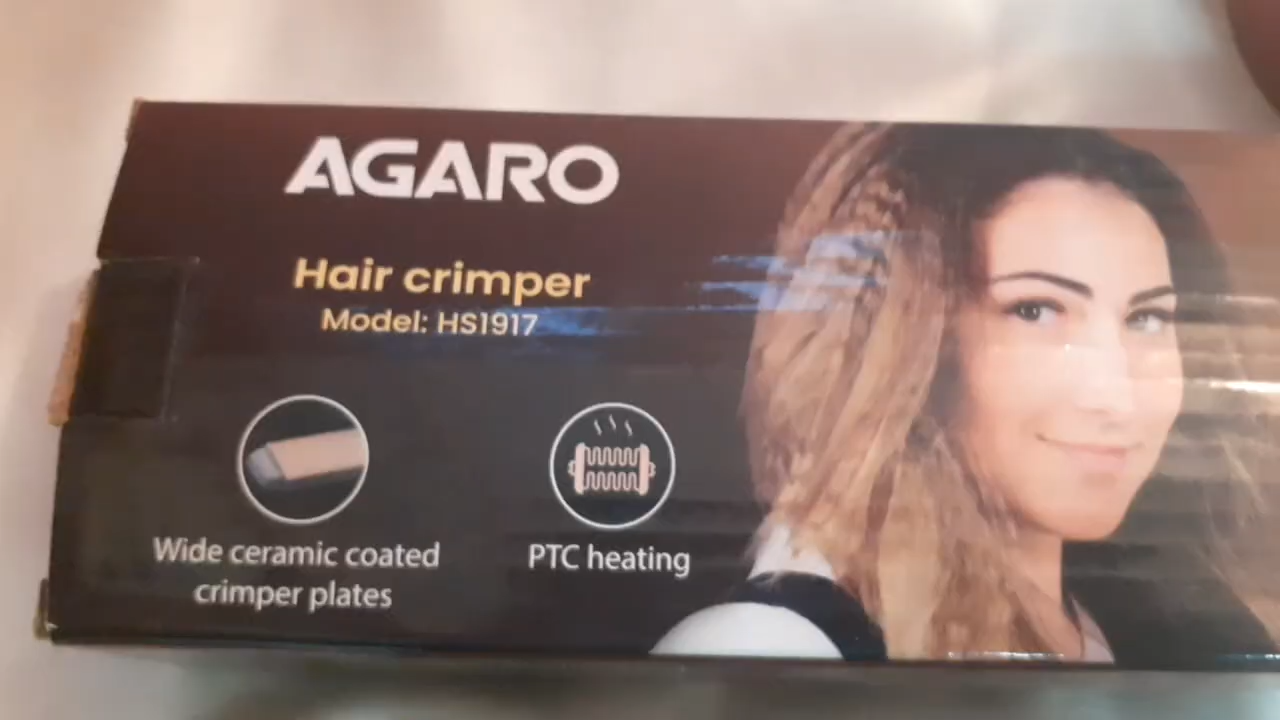 AGARO
Hair crimper
Model: HS1917
Wide ceramic coated
crimper plates
PTC heating